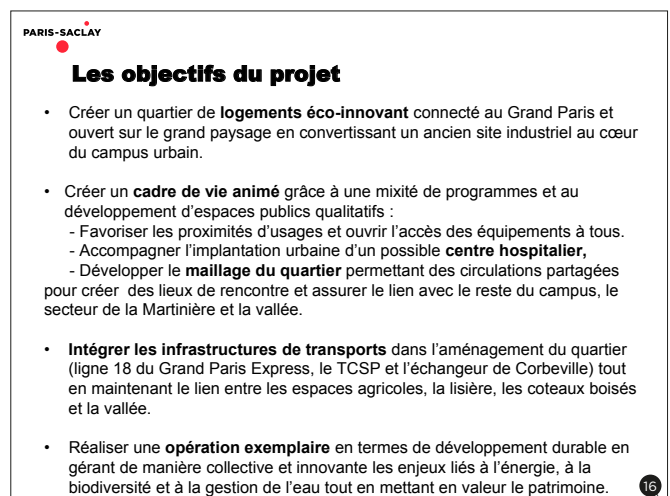 PARIS-SACLAY
Les objectifs du projet
• Créer un quartier de logements éco-innovant connecté au Grand Paris et
ouvert sur le grand paysage en convertissant un ancien site industriel au cœur
du campus urbain.
• Créer un cadre de vie animé grâce à une mixité de programmes et au
développement d'espaces publics qualitatifs :
- Favoriser les proximités d'usages et ouvrir l'accès des équipements à tous.
- Accompagner l'implantation urbaine d'un possible centre hospitalier,
- Développer le maillage du quartier permettant des circulations partagées
pour créer des lieux de rencontre et assurer le lien avec le reste du campus, le
secteur de la Martinière et la vallée.
• Intégrer les infrastructures de transports dans l'aménagement du quartier
(ligne 18 du Grand Paris Express, le TCSP et l'échangeur de Corbeville) tout
en maintenant le lien entre les espaces agricoles, la lisière, les coteaux boisés
et la vallée.
• Réaliser une opération exemplaire en termes de développement durable en
gérant de manière collective et innovante les enjeux liés à l'énergie, à la
biodiversité et à la gestion de l'eau tout en mettant en valeur le patrimoine.
16